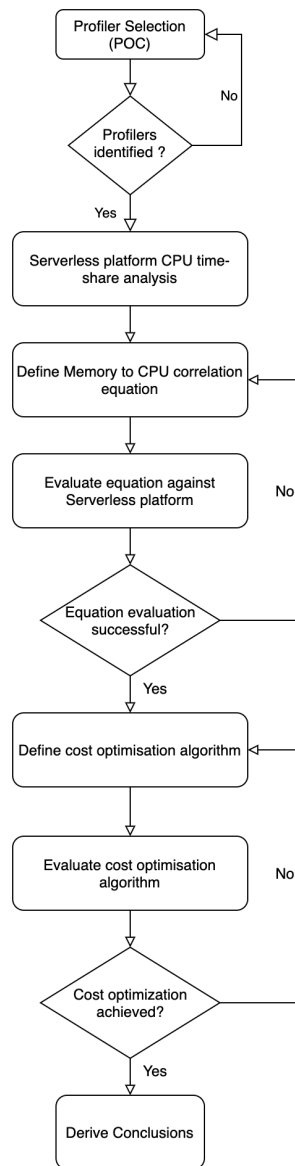 Profiler Selection
(POC)
No
Profilers
identified ?
Yes
Serverless platform CPU time-
share analysis
Define Memory to CPU correlation
equation
Evaluate equation against
Serverless platform
No
Equation evaluation
successful?
Yes
Define cost optimisation algorithm
Evaluate cost optimisation
algorithm
No
Cost optimization
achieved?
Yes
Derive Conclusions